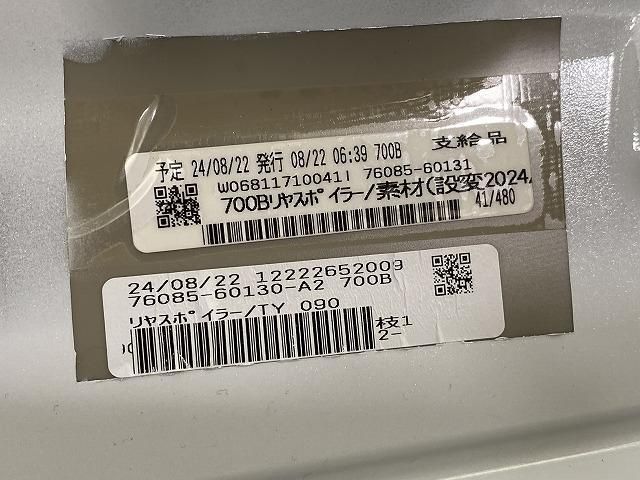 支給品
予定 24/08/22 発行 08/22 06:39 700B
W06811710041I 76085-60131
700Bリヤスポイラー/素材(設変2024
41/480
24/08/22 12222652009
76085-60130-A2 700B
リヤスポイラー/TY 090
枝1
2-